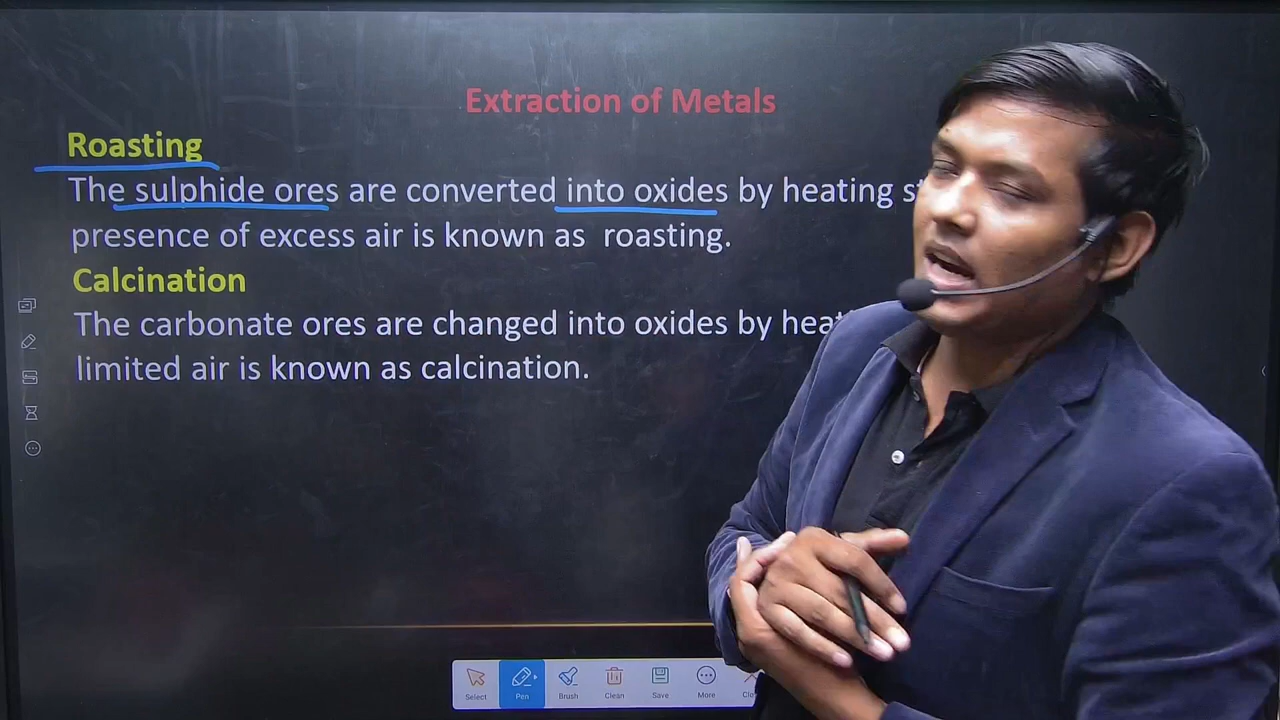 Extraction of Metals
Roasting
The sulphide ores are converted into oxides by heating
presence of excess air is known as roasting.
Calcination
The carbonate ores are changed into oxides by
limited air is known as calcination.
Select Pen Brush Clean Save More